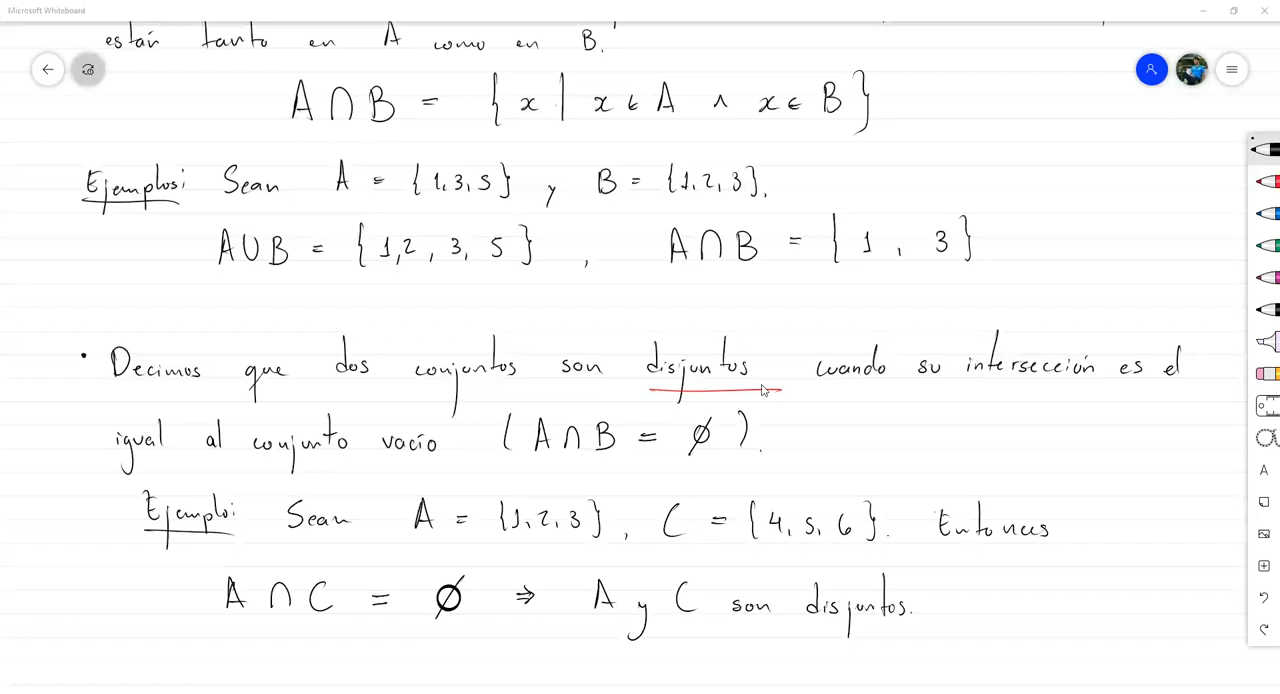 Microsoft Whiteboard
están tanto en A como en B.
A ∩ B = { x | x ∈ A ∧ x ∈ B }
Ejemplos: Sean A = {1, 3, 5} y B = {1, 2, 3}.
A ∪ B = { 1, 2, 3, 5 } , A ∩ B = { 1 , 3 }
• Decimos que dos conjuntos son disjuntos cuando su intersección es el
igual al conjunto vacío ( A ∩ B = ∅ ).
Ejemplo: Sean A = {1, 2, 3}, C = {4, 5, 6}. Entonces
A ∩ C = ∅ ⇒ A y C son disjuntos.